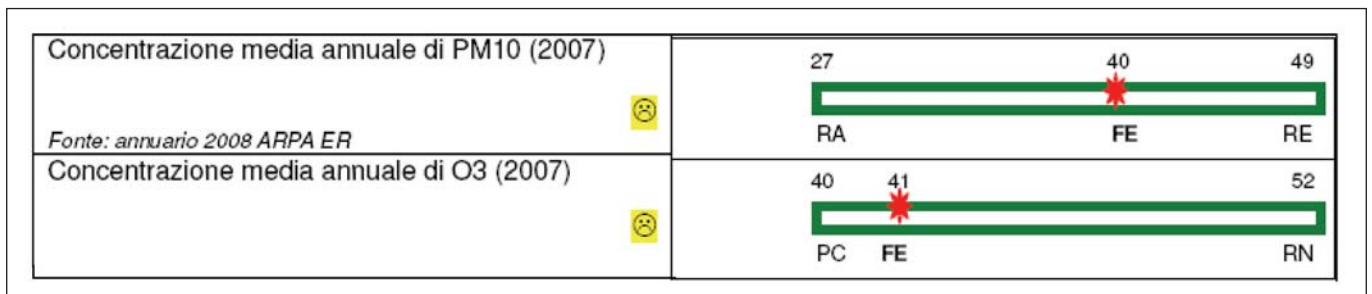 Concentrazione media annuale di PM10 (2007)
Fonte: annuario 2008 ARPA ER
27 40 49
RA FE RE
Concentrazione media annuale di O3 (2007)
40 41 52
PC FE RN